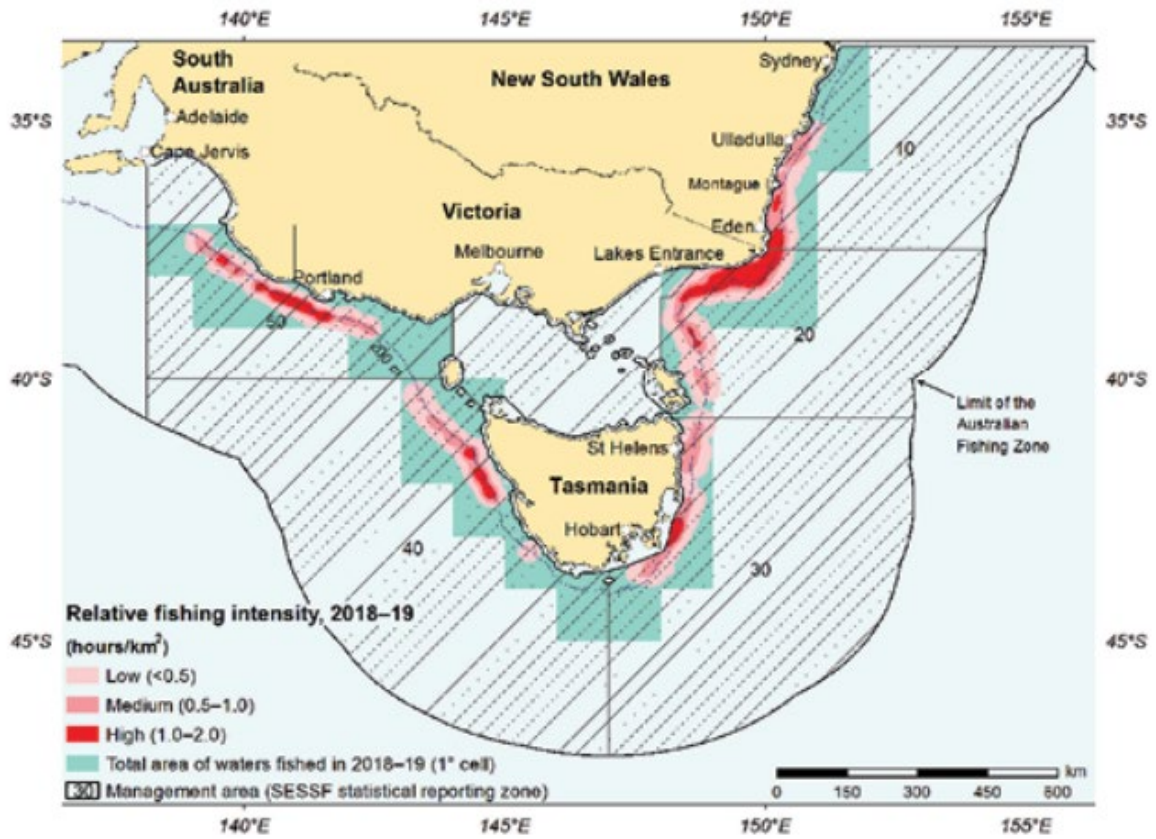 140°E 145°E 150°E 155°E
South
Australia
New South Wales
Sydney
35°S
Adelaide
35°S
Cape Jervis
Ulladulla
10
Montague
Victoria
Eden
Melbourne
Lakes Entrance
Portland
50
20
200 m
40°S
40°S
Limit of the
Australian
Fishing Zone
St Helens
Tasmania
Hobart
40
30
Relative fishing intensity, 2018–19
(hours/km²)
45°S
45°S
Low (<0.5)
Medium (0.5–1.0)
High (1.0–2.0)
Total area of waters fished in 2018–19 (1° cell)
30 Management area (SESSF statistical reporting zone)
km
0 150 300 450 600
140°E 145°E 150°E 155°E